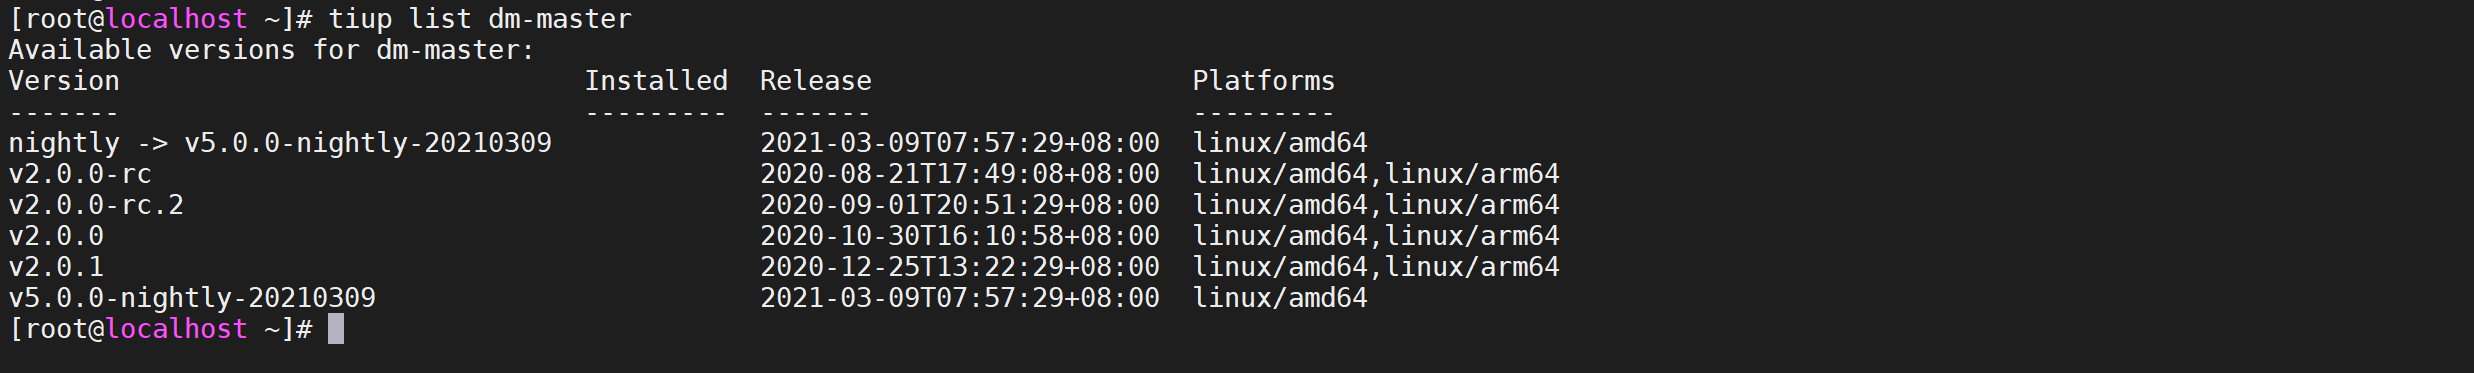 [root@localhost ~]# tiup list dm-master
Available versions for dm-master:
Version                             Installed  Release                    Platforms
-------                             ---------  -------                    ---------
nightly -> v5.0.0-nightly-20210309             2021-03-09T07:57:29+08:00  linux/amd64
v2.0.0-rc                                      2020-08-21T17:49:08+08:00  linux/amd64,linux/arm64
v2.0.0-rc.2                                    2020-09-01T20:51:29+08:00  linux/amd64,linux/arm64
v2.0.0                                         2020-10-30T16:10:58+08:00  linux/amd64,linux/arm64
v2.0.1                                         2020-12-25T13:22:29+08:00  linux/amd64,linux/arm64
v5.0.0-nightly-20210309                        2021-03-09T07:57:29+08:00  linux/amd64
[root@localhost ~]#